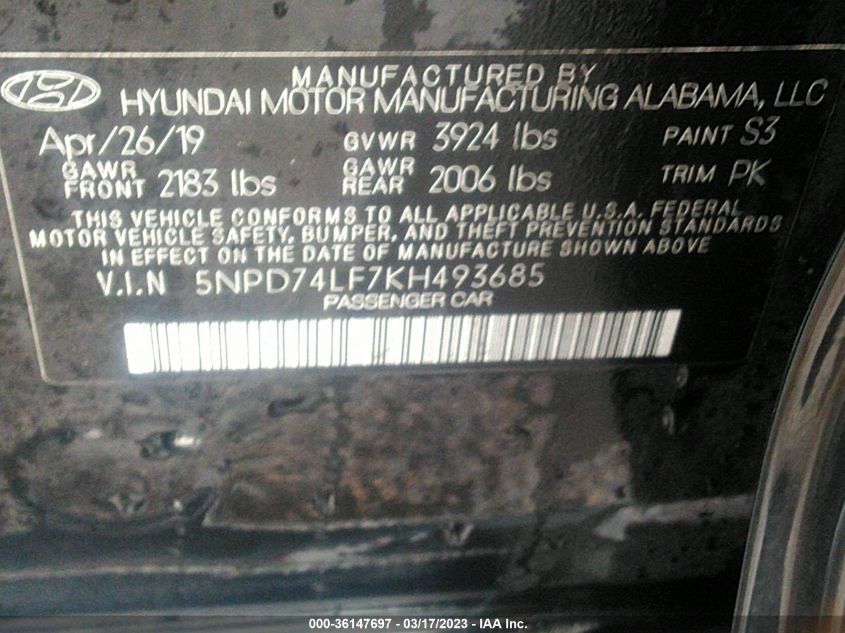 MANUFACTURED BY
HYUNDAI MOTOR MANUFACTURING ALABAMA, LLC
Apr/26/19 GVWR 3924 lbs PAINT S3
GAWR FRONT 2183 lbs GAWR REAR 2006 lbs TRIM PK
THIS VEHICLE CONFORMS TO ALL APPLICABLE U.S.A. FEDERAL
MOTOR VEHICLE SAFETY, BUMPER, AND THEFT PREVENTION STANDARDS
IN EFFECT ON THE DATE OF MANUFACTURE SHOWN ABOVE
V.I.N 5NPD74LF7KH493685
PASSENGER CAR
000-36147697 - 03/17/2023 - IAA Inc.